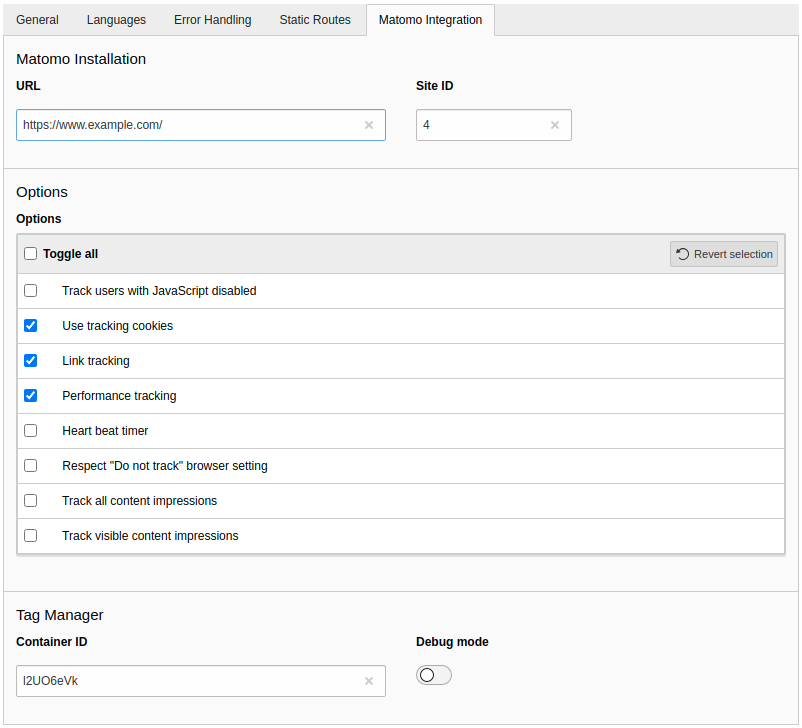 General Languages Error Handling Static Routes Matomo Integration
Matomo Installation
URL Site ID
https://www.example.com/ 4
Options
Options
Toggle all Revert selection
Track users with JavaScript disabled
Use tracking cookies
Link tracking
Performance tracking
Heart beat timer
Respect "Do not track" browser setting
Track all content impressions
Track visible content impressions
Tag Manager
Container ID Debug mode
I2UO6eVk